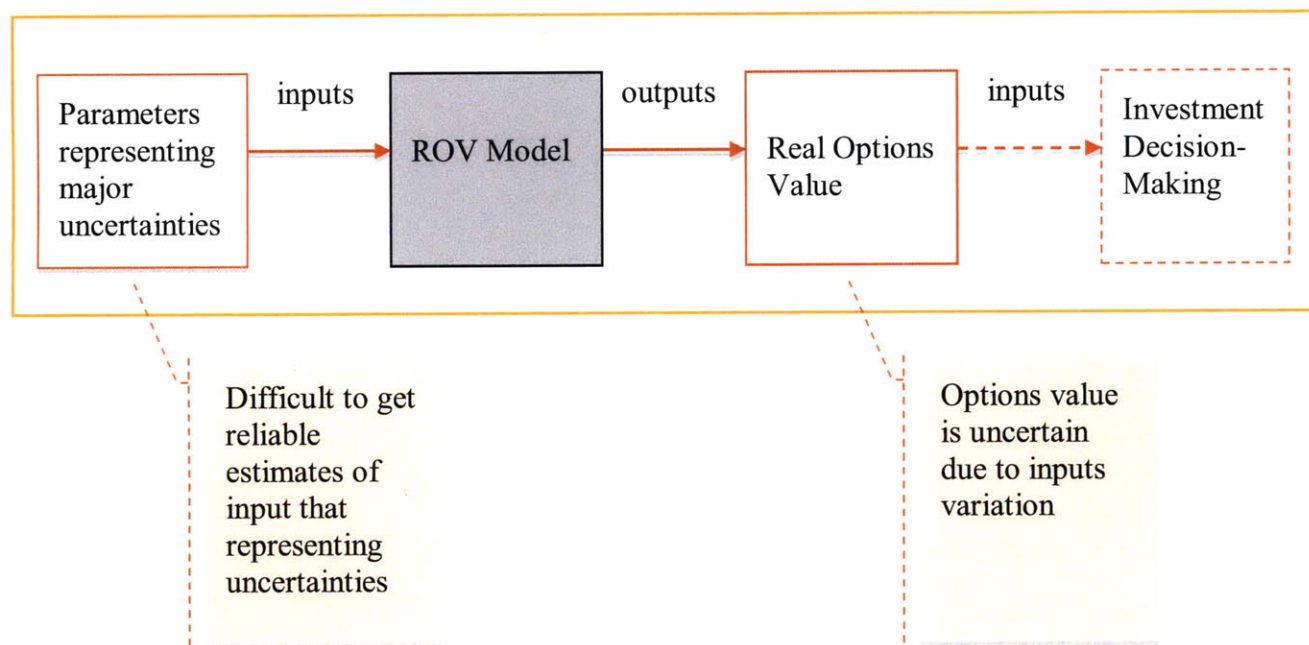 Parameters
representing
major
uncertainties
inputs
ROV Model
outputs
Real Options
Value
inputs
Investment
Decision-
Making
Difficult to get
reliable
estimates of
input that
representing
uncertainties
Options value
is uncertain
due to inputs
variation